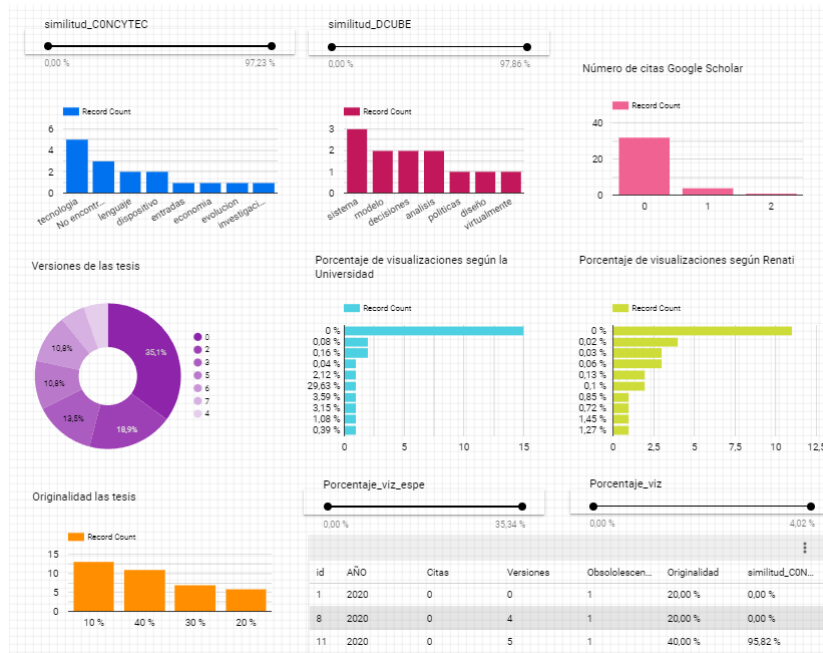 similitud_C0NCYTEC
0,00 %
97,23 %
similitud_DCUBE
0,00 %
97,86 %
Record Count
6
4
2
0
tecnologia
No encontr...
lenguaje
dispositivo
entradas
economia
evolucion
investigaci...
Record Count
3
2
1
0
sistema
modelo
decisiones
analisis
politicas
diseño
virtualmente
Número de citas Google Scholar
Record Count
40
20
0
0
1
2
Versiones de las tesis
35,1%
18,9%
13,5%
10,8%
10,8%
0
2
3
5
6
7
4
Porcentaje de visualizaciones según la
Universidad
Record Count
0 %
0,08 %
0,16 %
0,04 %
2,12 %
29,63 %
3,59 %
3,15 %
1,08 %
0,39 %
0
5
10
15
Porcentaje de visualizaciones según Renati
Record Count
0 %
0,02 %
0,03 %
0,06 %
0,13 %
0,1 %
0,85 %
0,72 %
1,45 %
1,27 %
0
2,5
5
7,5
10
12,5
Originalidad las tesis
Record Count
15
10
5
0
10 %
40 %
30 %
20 %
Porcentaje_viz_espe
0,00 %
35,34 %
Porcentaje_viz
0,00 %
4,02 %
id AÑO Citas Versiones Obsololescen... Originalidad similitud_C0N...
1 2020 0 0 1 20,00 % 0,00 %
8 2020 0 4 1 20,00 % 0,00 %
11 2020 0 5 1 40,00 % 95,82 %